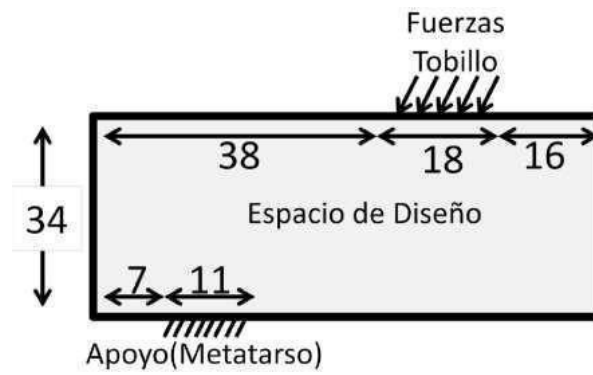 Fuerzas
Tobillo
38
18
16
34
Espacio de Diseño
7
11
Apoyo(Metatarso)